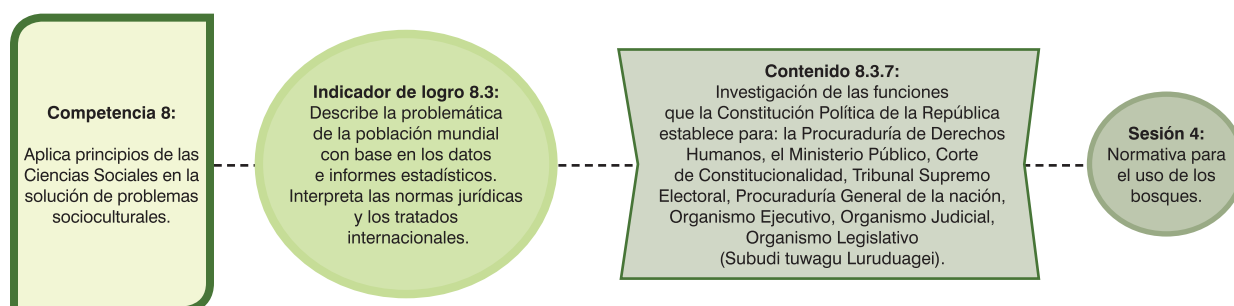 Competencia 8:
Aplica principios de las
Ciencias Sociales en la
solución de problemas
socioculturales.
Indicador de logro 8.3:
Describe la problemática
de la población mundial
con base en los datos
e informes estadísticos.
Interpreta las normas jurídicas
y los tratados
internacionales.
Contenido 8.3.7:
Investigación de las funciones
que la Constitución Política de la República
establece para: la Procuraduría de Derechos
Humanos, el Ministerio Público, Corte
de Constitucionalidad, Tribunal Supremo
Electoral, Procuraduría General de la nación,
Organismo Ejecutivo, Organismo Judicial,
Organismo Legislativo
(Subudi tuwagu Luruduagei).
Sesión 4:
Normativa para
el uso de los
bosques.